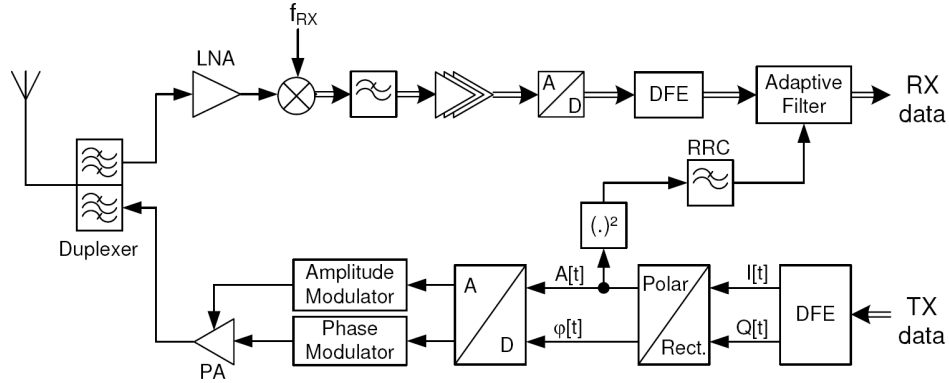 f_RX
LNA
A
D
DFE
Adaptive
Filter
RX
data
RRC
Duplexer
(.)²
Amplitude
Modulator
A
A[t]
Polar
I[t]
DFE
TX
data
Phase
Modulator
D
φ[t]
Rect.
Q[t]
PA